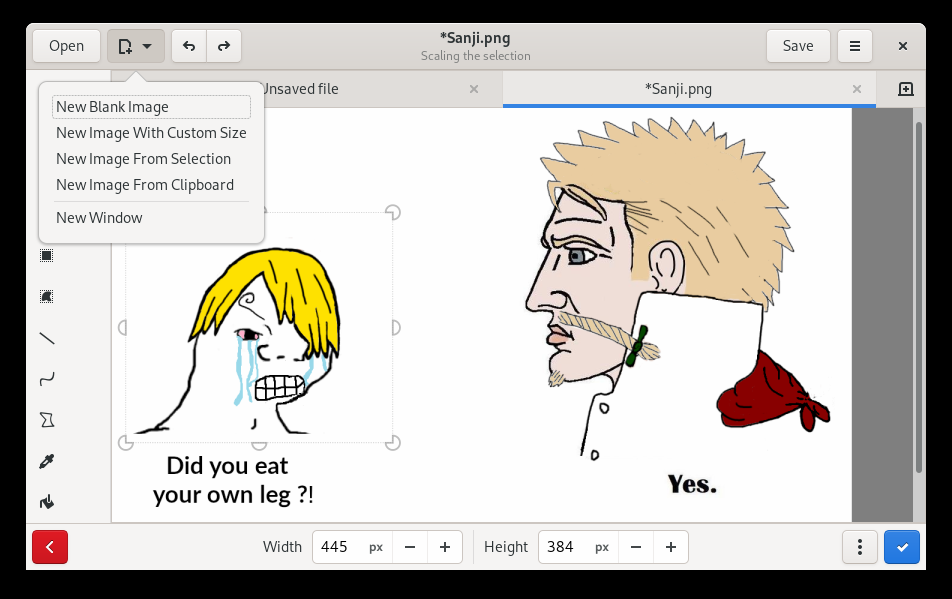 Open
*Sanji.png
Scaling the selection
Save
Unsaved file
*Sanji.png
New Blank Image
New Image With Custom Size
New Image From Selection
New Image From Clipboard
New Window
Did you eat
your own leg ?!
Yes.
Width 445 px
Height 384 px